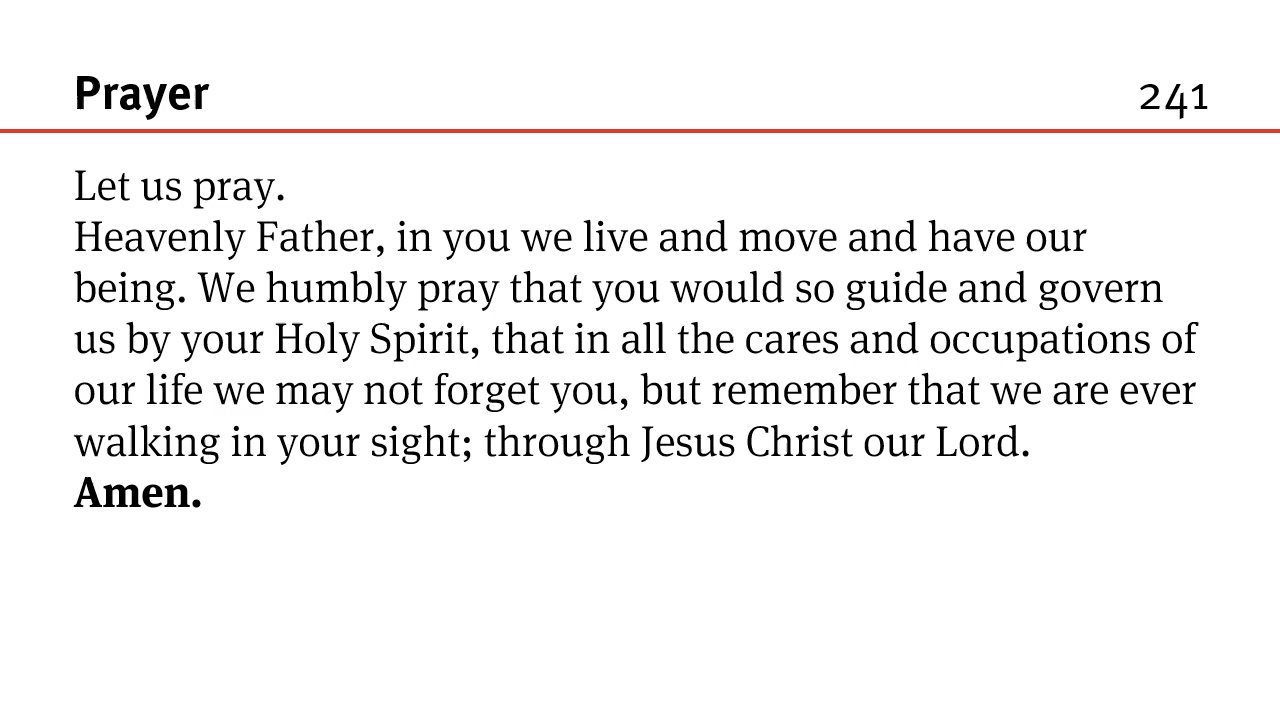 Prayer 241
Let us pray.
Heavenly Father, in you we live and move and have our
being. We humbly pray that you would so guide and govern
us by your Holy Spirit, that in all the cares and occupations of
our life we may not forget you, but remember that we are ever
walking in your sight; through Jesus Christ our Lord.
Amen.